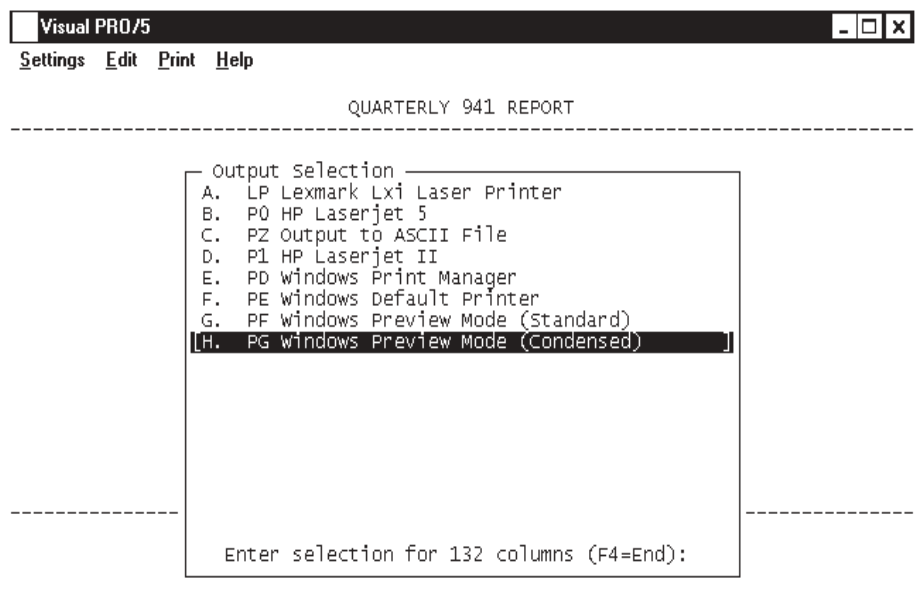 Visual PRO/5
Settings Edit Print Help
QUARTERLY 941 REPORT
Output Selection
A. LP Lexmark Lxi Laser Printer
B. P0 HP Laserjet 5
C. PZ Output to ASCII File
D. P1 HP Laserjet II
E. PD Windows Print Manager
F. PE Windows Default Printer
G. PF Windows Preview Mode (Standard)
[H. PG Windows Preview Mode (Condensed) ]
Enter selection for 132 columns (F4=End):